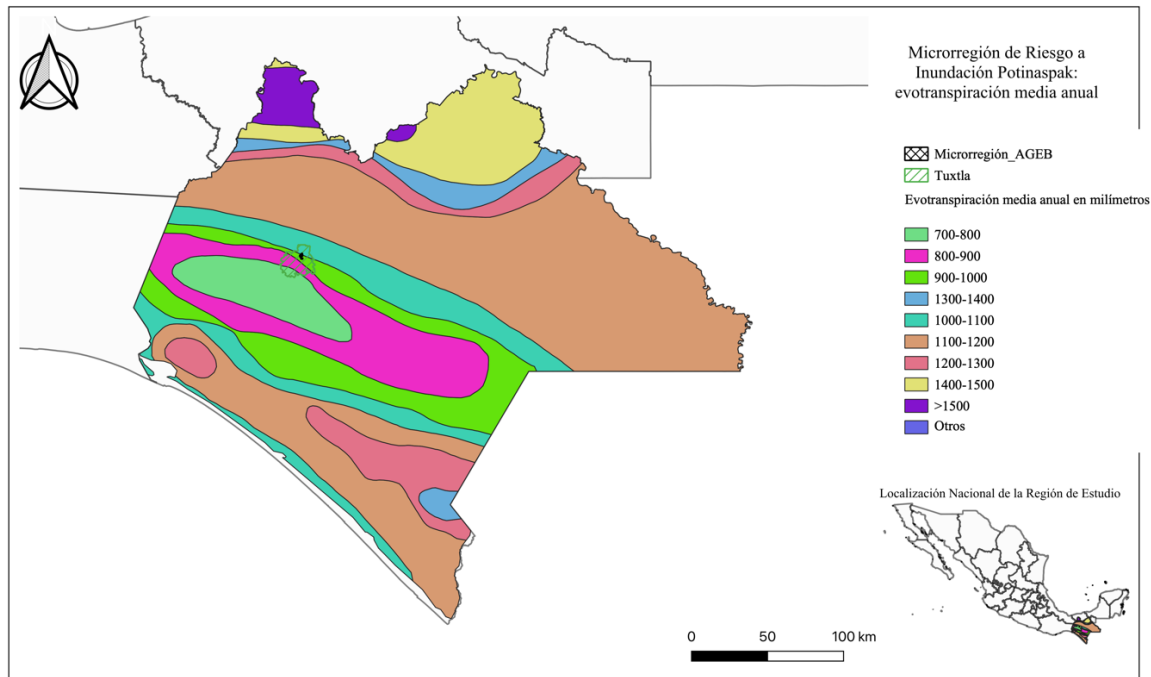 Microrregión de Riesgo a
Inundación Potinaspak:
evotranspiración media anual
Microrregión_AGEB
Tuxtla
Evotranspiración media anual en milímetros
700-800
800-900
900-1000
1300-1400
1000-1100
1100-1200
1200-1300
1400-1500
>1500
Otros
Localización Nacional de la Región de Estudio
0 50 100 km